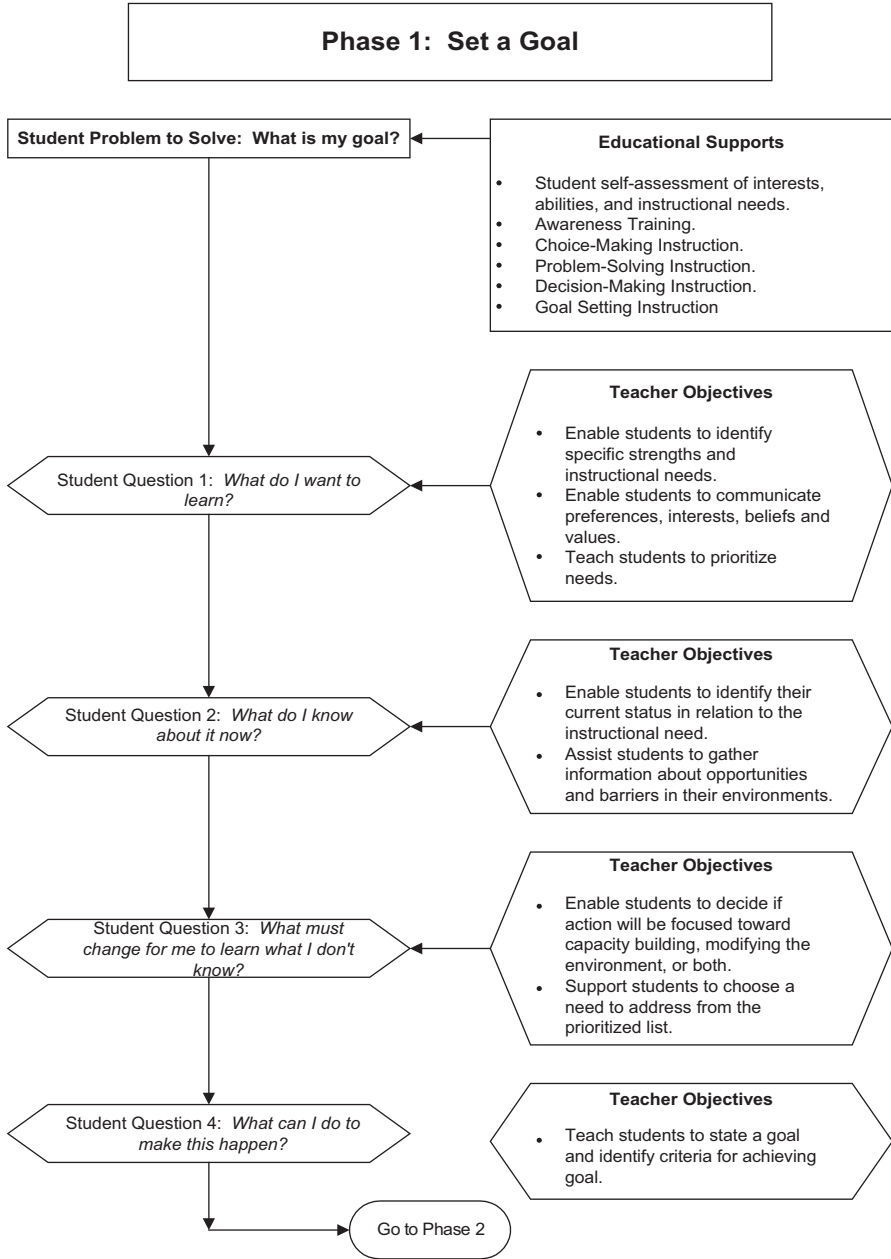 Phase 1:  Set a Goal
Student Problem to Solve:  What is my goal?
Educational Supports
• Student self-assessment of interests,
abilities, and instructional needs.
• Awareness Training.
• Choice-Making Instruction.
• Problem-Solving Instruction.
• Decision-Making Instruction.
• Goal Setting Instruction
Student Question 1:  What do I want to
learn?
Teacher Objectives
• Enable students to identify
specific strengths and
instructional needs.
• Enable students to communicate
preferences, interests, beliefs and
values.
• Teach students to prioritize
needs.
Student Question 2:  What do I know
about it now?
Teacher Objectives
• Enable students to identify their
current status in relation to the
instructional need.
• Assist students to gather
information about opportunities
and barriers in their environments.
Student Question 3:  What must
change for me to learn what I don't
know?
Teacher Objectives
• Enable students to decide if
action will be focused toward
capacity building, modifying the
environment, or both.
• Support students to choose a
need to address from the
prioritized list.
Student Question 4:  What can I do to
make this happen?
Teacher Objectives
• Teach students to state a goal
and identify criteria for achieving
goal.
Go to Phase 2